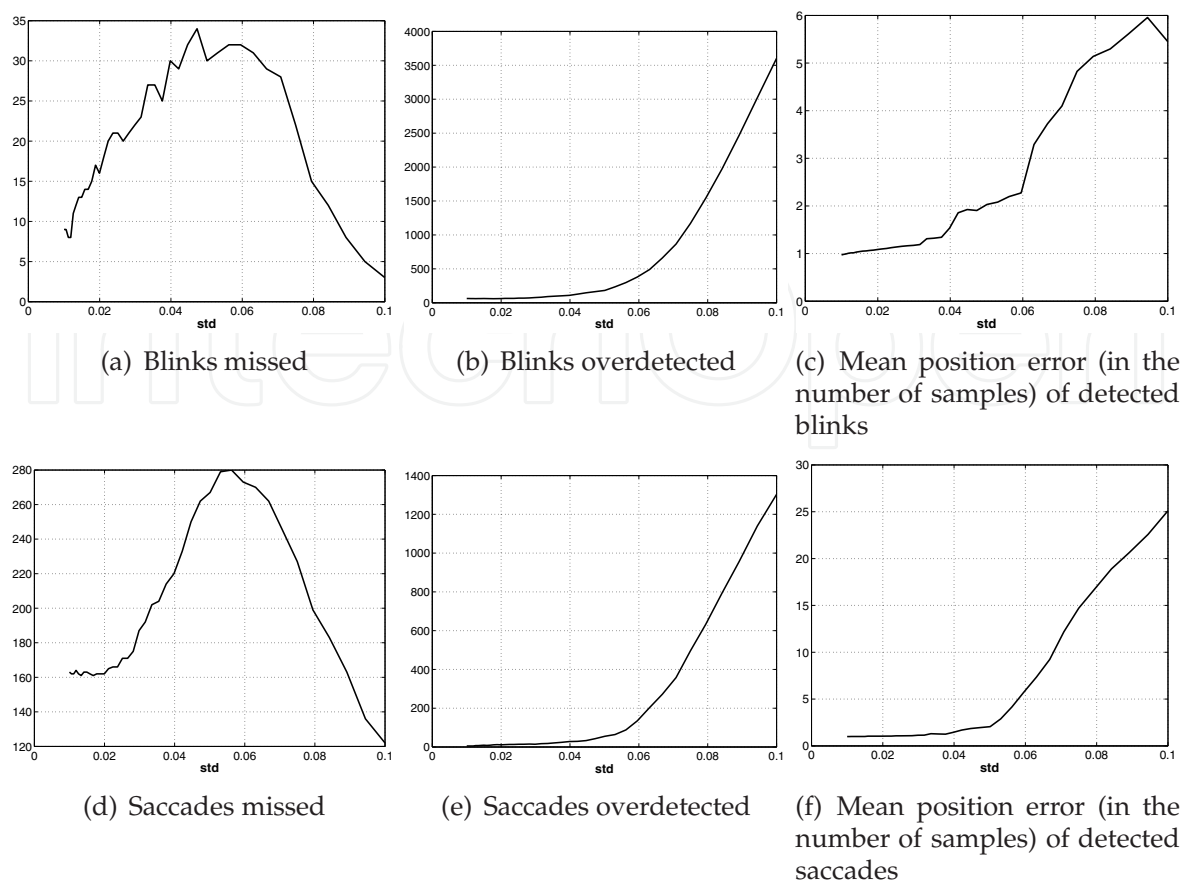 35
30
25
20
15
10
5
0
0 0.02 0.04 0.06 0.08 0.1
std
(a) Blinks missed
4000
3500
3000
2500
2000
1500
1000
500
0
0 0.02 0.04 0.06 0.08 0.1
std
(b) Blinks overdetected
6
5
4
3
2
1
0
0 0.02 0.04 0.06 0.08 0.1
std
(c) Mean position error (in the
number of samples) of detected
blinks
InTechOpen
280
260
240
220
200
180
160
140
120
0 0.02 0.04 0.06 0.08 0.1
std
(d) Saccades missed
1400
1200
1000
800
600
400
200
0
0 0.02 0.04 0.06 0.08 0.1
std
(e) Saccades overdetected
30
25
20
15
10
5
0
0 0.02 0.04 0.06 0.08 0.1
std
(f) Mean position error (in the
number of samples) of detected
saccades